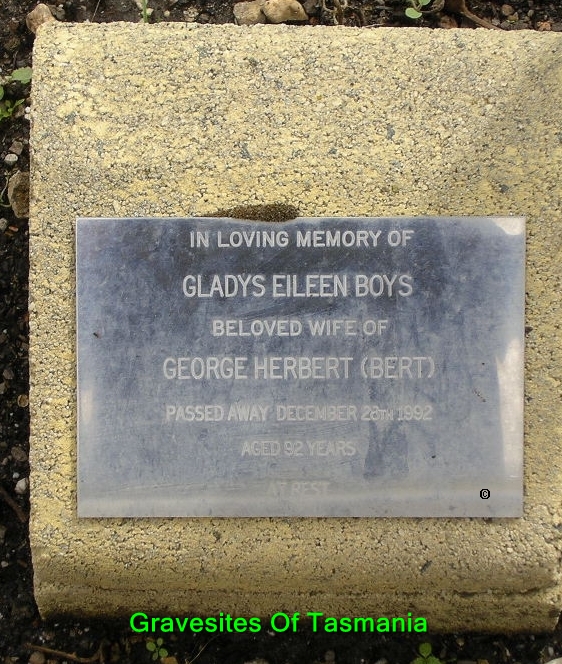 IN LOVING MEMORY OF
GLADYS EILEEN BOYS
BELOVED WIFE OF
GEORGE HERBERT (BERT)
PASSED AWAY DECEMBER 28TH 1992
AGED 92 YEARS
AT REST
©
Gravesites Of Tasmania